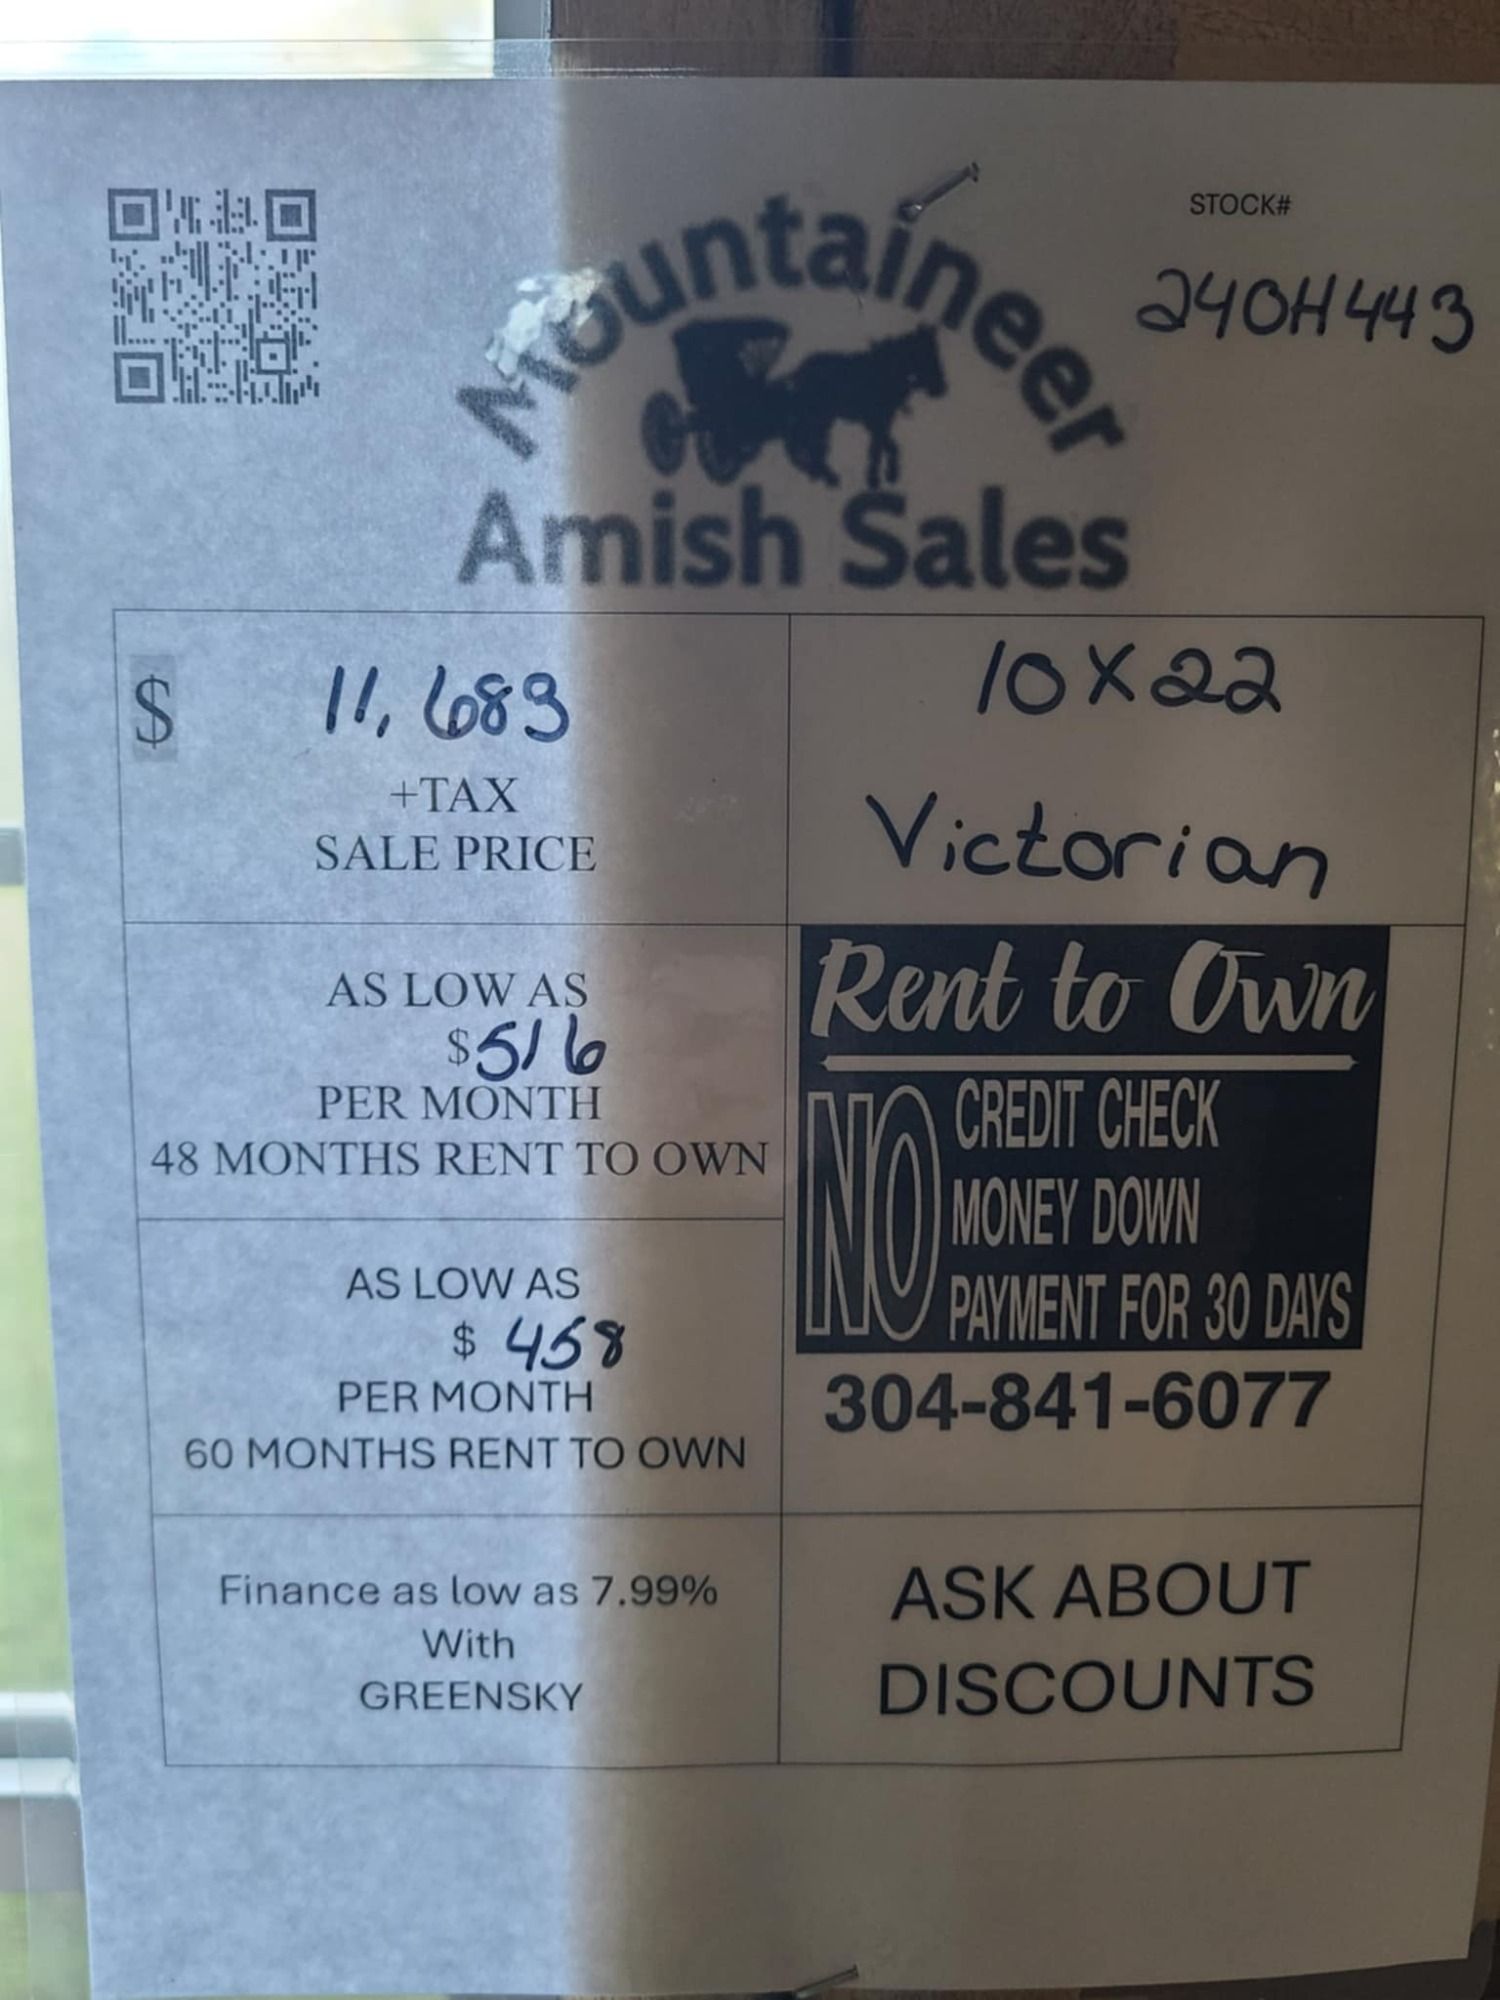 STOCK#
240H443
Mountaineer
Amish Sales
$ 11,683
+TAX
SALE PRICE
10X22
Victorian
AS LOW AS
$516
PER MONTH
48 MONTHS RENT TO OWN
Rent to Own
NO
CREDIT CHECK
MONEY DOWN
PAYMENT FOR 30 DAYS
304-841-6077
AS LOW AS
$ 458
PER MONTH
60 MONTHS RENT TO OWN
Finance as low as 7.99%
With
GREENSKY
ASK ABOUT
DISCOUNTS